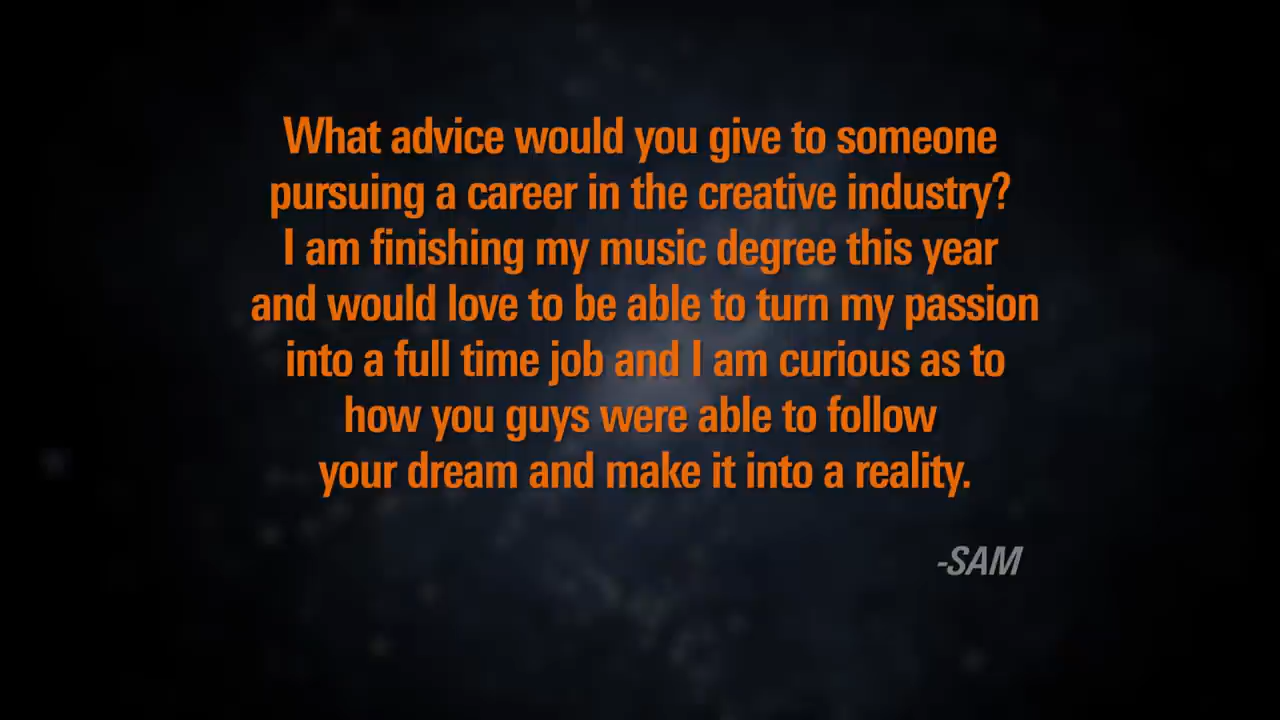 What advice would you give to someone
pursuing a career in the creative industry?
I am finishing my music degree this year
and would love to be able to turn my passion
into a full time job and I am curious as to
how you guys were able to follow
your dream and make it into a reality.
-SAM